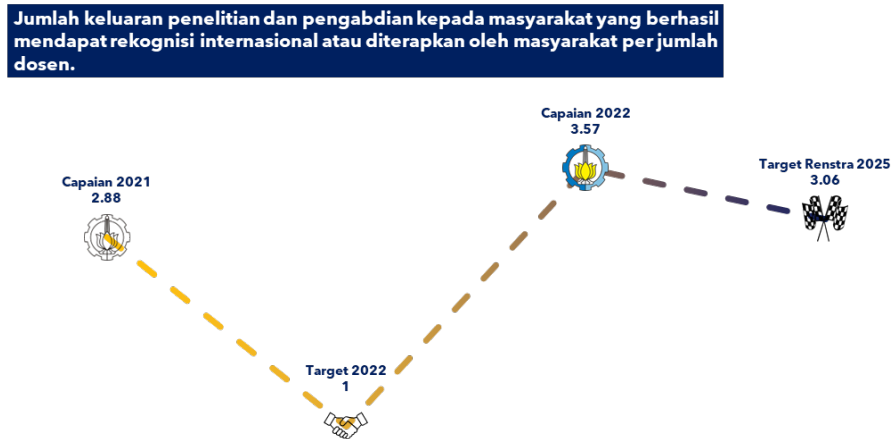 Jumlah keluaran penelitian dan pengabdian kepada masyarakat yang berhasil
mendapat rekognisi internasional atau diterapkan oleh masyarakat per jumlah
dosen.
Capaian 2022
3.57
Target Renstra 2025
3.06
Capaian 2021
2.88
Target 2022
1